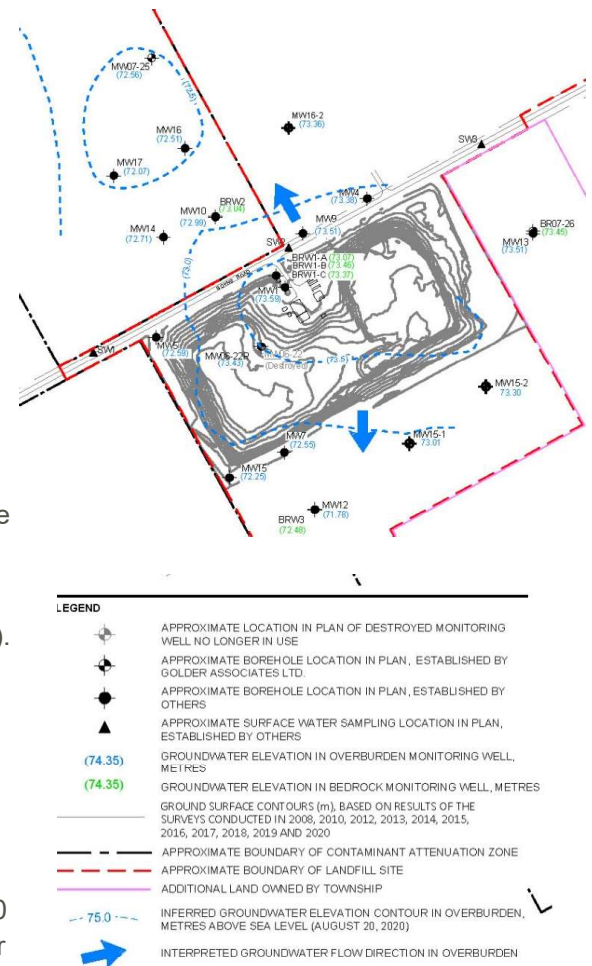 MW07-25
(72.56)
(72.5)
MW16
(72.51)
MW17
(72.07)
MW16-2
(73.36)
SW3
MW4
(73.38)
MW10
(72.99)
BRW2
(73.04)
MW14
(72.71)
MW9
(73.51)
SW2
BR07-26
(73.45)
MW13
(73.51)
BRW1-A (73.07)
BRW1-B (73.46)
BRW1-C (73.37)
MW1
(73.59)
(73.0)
MW5
(72.59)
SW1
MW06-22R
(73.43)
MW06-22
(Destroyed)
(73.5)
MW15-2
73.30
MW15-1
73.01
MW7
(72.55)
MW15
(72.25)
MW12
(71.78)
BRW3
(72.48)
e
).
0
r
LEGEND
APPROXIMATE LOCATION IN PLAN OF DESTROYED MONITORING
WELL NO LONGER IN USE
APPROXIMATE BOREHOLE LOCATION IN PLAN, ESTABLISHED BY
GOLDER ASSOCIATES LTD.
APPROXIMATE BOREHOLE LOCATION IN PLAN, ESTABLISHED BY
OTHERS
APPROXIMATE SURFACE WATER SAMPLING LOCATION IN PLAN,
ESTABLISHED BY OTHERS
(74.35) GROUNDWATER ELEVATION IN OVERBURDEN MONITORING WELL,
METRES
(74.35) GROUNDWATER ELEVATION IN BEDROCK MONITORING WELL, METRES
GROUND SURFACE CONTOURS (m), BASED ON RESULTS OF THE
SURVEYS CONDUCTED IN 2008, 2010, 2012, 2013, 2014, 2015,
2016, 2017, 2018, 2019 AND 2020
APPROXIMATE BOUNDARY OF CONTAMINANT ATTENUATION ZONE
APPROXIMATE BOUNDARY OF LANDFILL SITE
ADDITIONAL LAND OWNED BY TOWNSHIP
75.0 INFERRED GROUNDWATER ELEVATION CONTOUR IN OVERBURDEN,
METRES ABOVE SEA LEVEL (AUGUST 20, 2020)
INTERPRETED GROUNDWATER FLOW DIRECTION IN OVERBURDEN